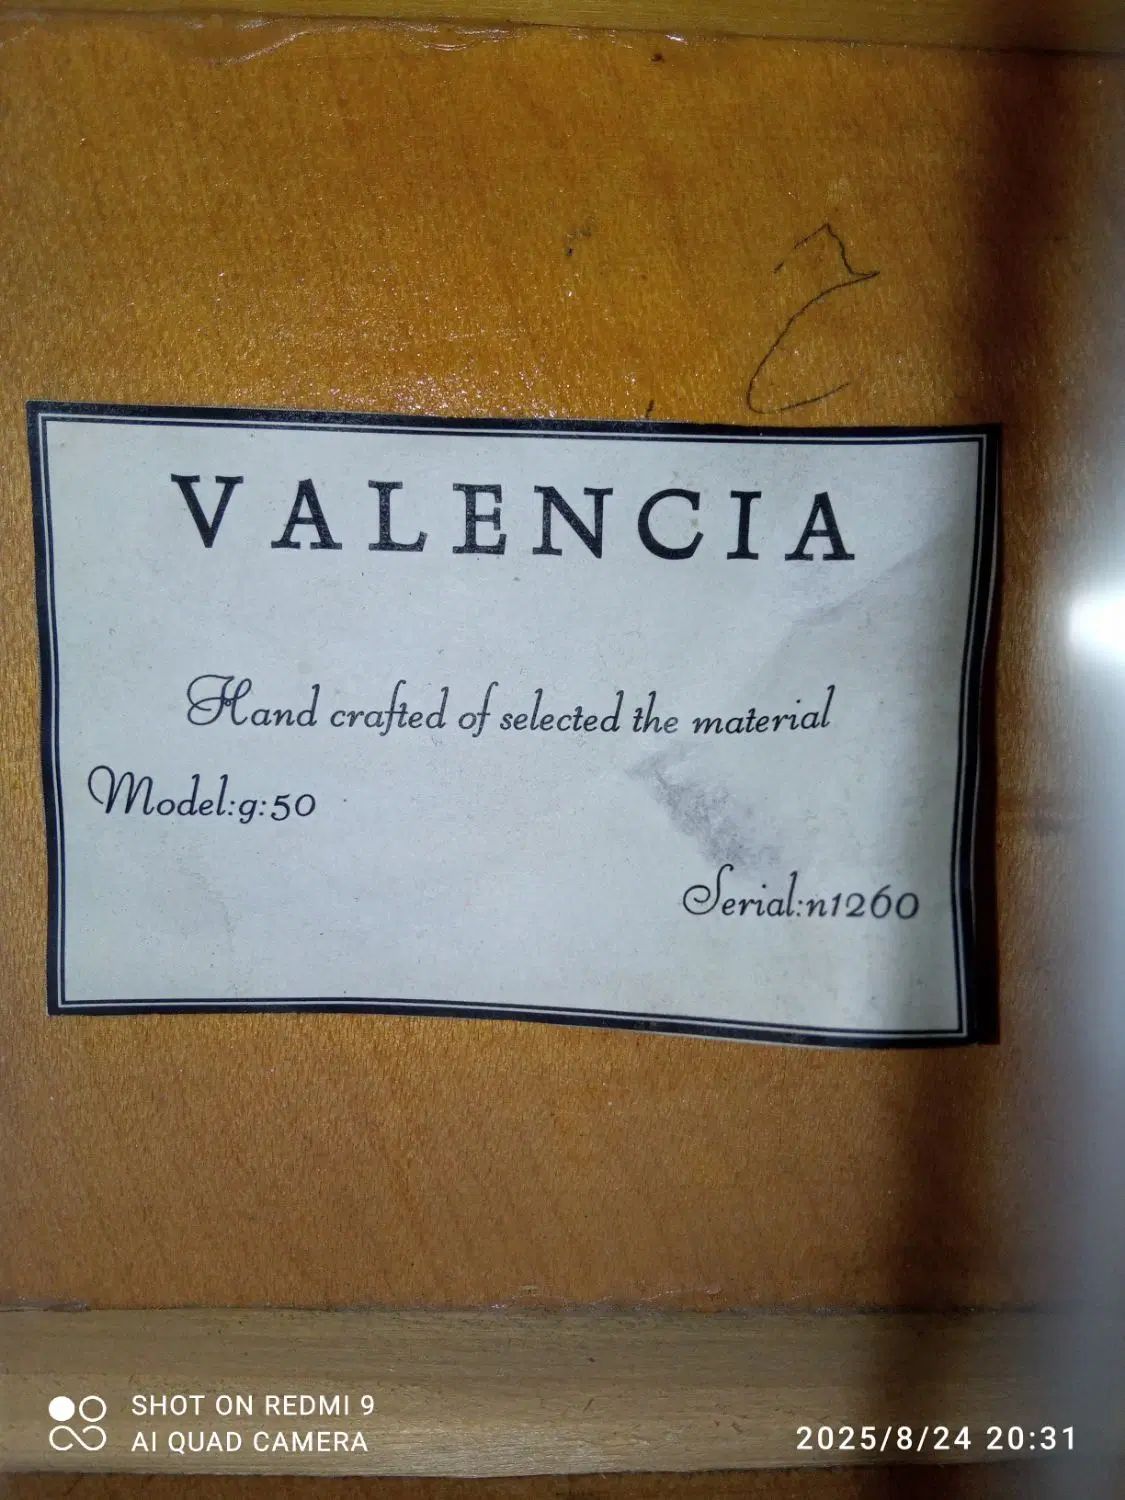 VALENCIA
Hand crafted of selected the material
Model:g:50
Serial:n1260
SHOT ON REDMI 9
AI QUAD CAMERA
2025/8/24 20:31